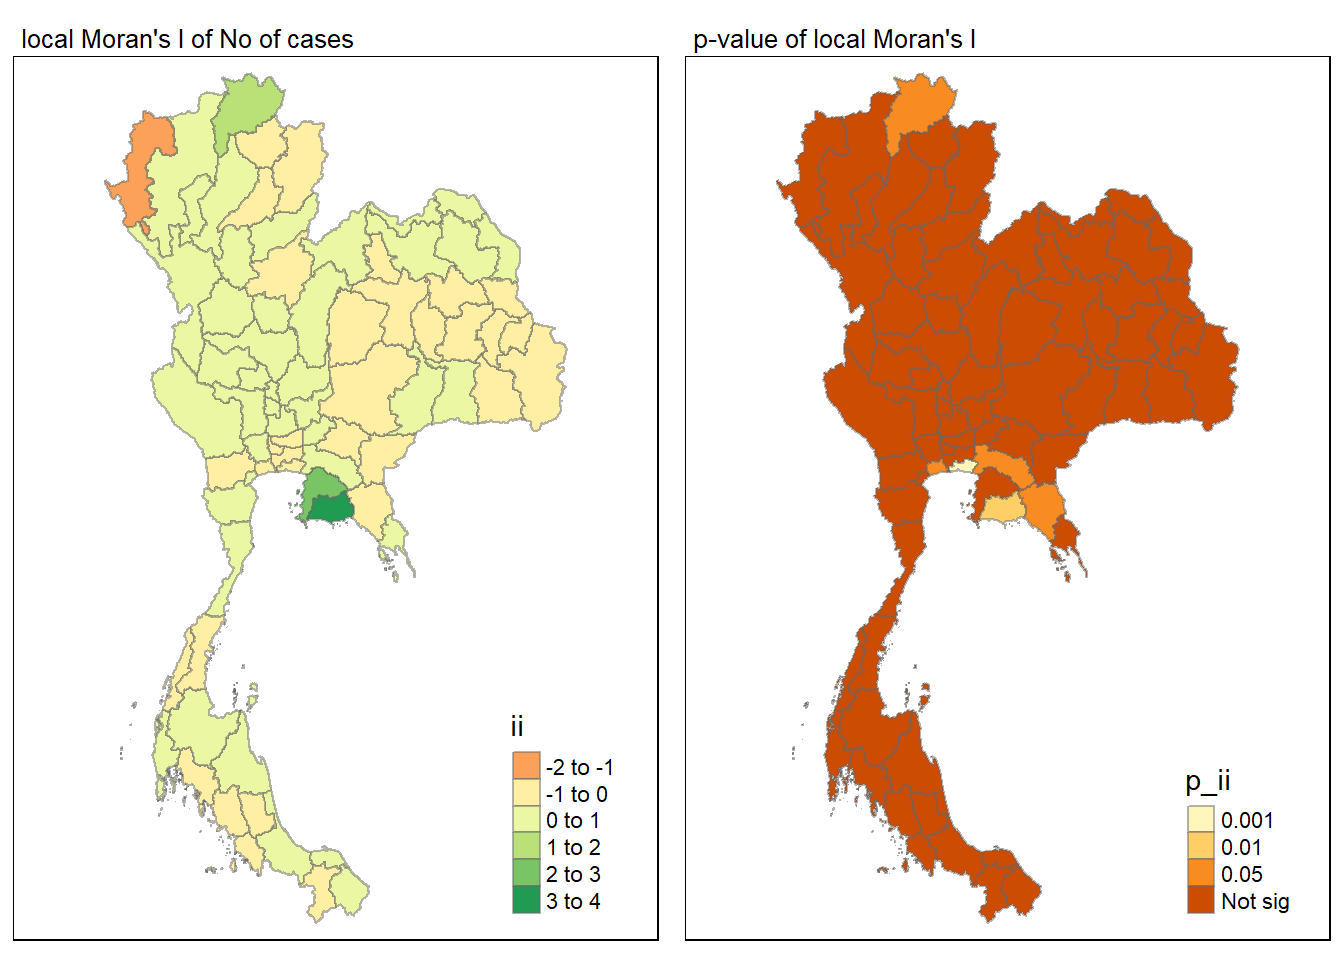 local Moran's I of No of cases
p-value of local Moran's I
ii
-2 to -1
-1 to 0
0 to 1
1 to 2
2 to 3
3 to 4
p_ii
0.001
0.01
0.05
Not sig